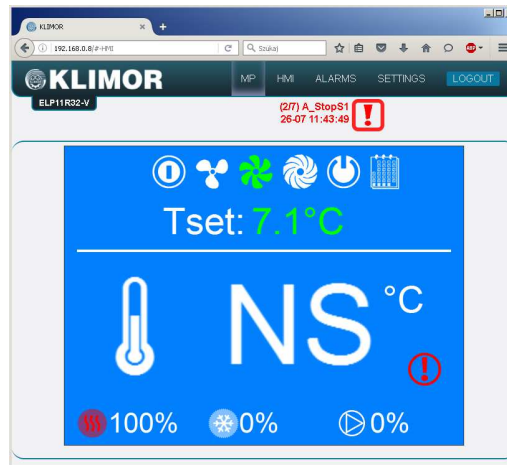 KLIMOR
192.168.0.8/#-HMI
Szukaj
KLIMOR
MP HMI ALARMS SETTINGS LOGOUT
ELP11R32-V
(2/7) A_StopS1
26-07 11:43:49
Tset: 7.1°C
NS °C
100% 0% 0%